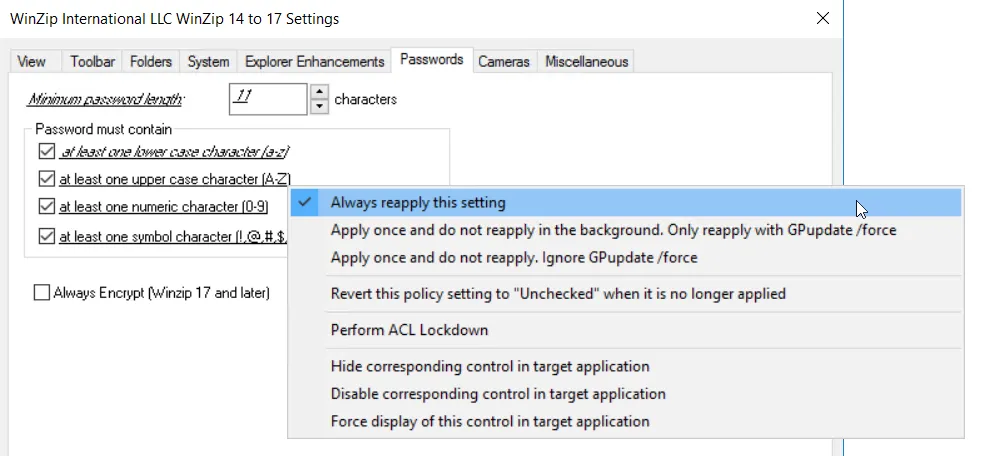 WinZip International LLC WinZip 14 to 17 Settings
View Toolbar Folders System Explorer Enhancements Passwords Cameras Miscellaneous
Minimum password length: 11 characters
Password must contain
at least one lower case character (a-z)
at least one upper case character (A-Z)
at least one numeric character (0-9)
at least one symbol character (!,@,#,$,
Always Encrypt (Winzip 17 and later)
Always reapply this setting
Apply once and do not reapply in the background. Only reapply with GPupdate /force
Apply once and do not reapply. Ignore GPupdate /force
Revert this policy setting to "Unchecked" when it is no longer applied
Perform ACL Lockdown
Hide corresponding control in target application
Disable corresponding control in target application
Force display of this control in target application